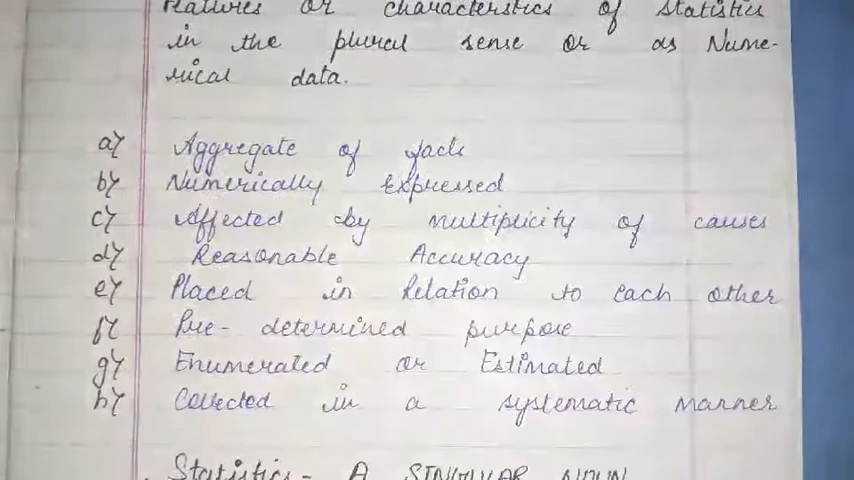 features or characterstics of statistics
in the plural sense or as Nume-
rical data.
a) Aggregate of facts
b) Numerically Expressed
c) Affected by multiplicity of causes
d) Reasonable Accuracy
e) Placed in Relation to each other
f) Pre-determined purpose
g) Enumerated or Estimated
h) Collected in a systematic manner
Statistics- A SINGULAR NOUN